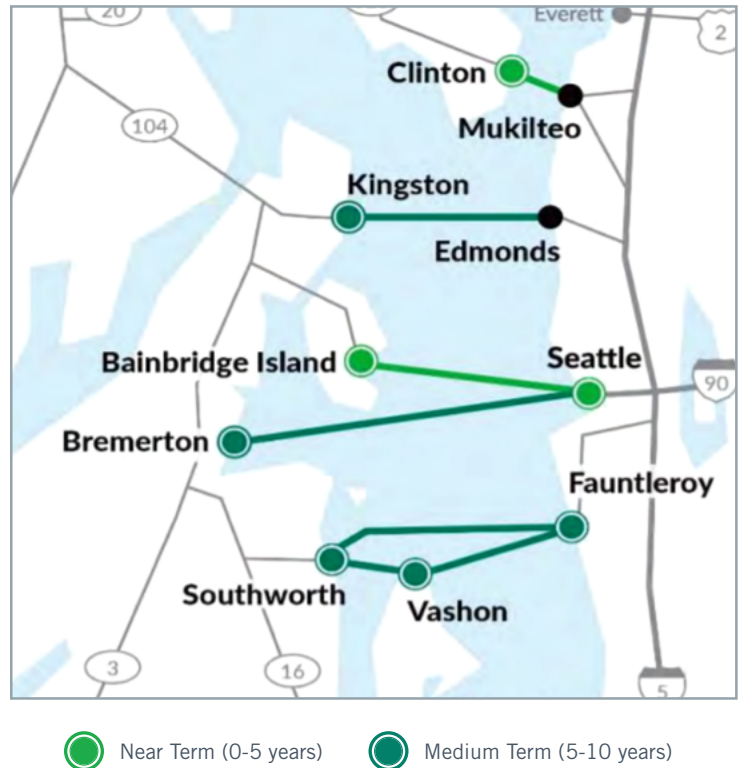 20
Everett
2
Clinton
Mukilteo
104
Kingston
Edmonds
Bainbridge Island
Seattle
90
Bremerton
Fauntleroy
Southworth
Vashon
3
16
5
Near Term (0-5 years)
Medium Term (5-10 years)